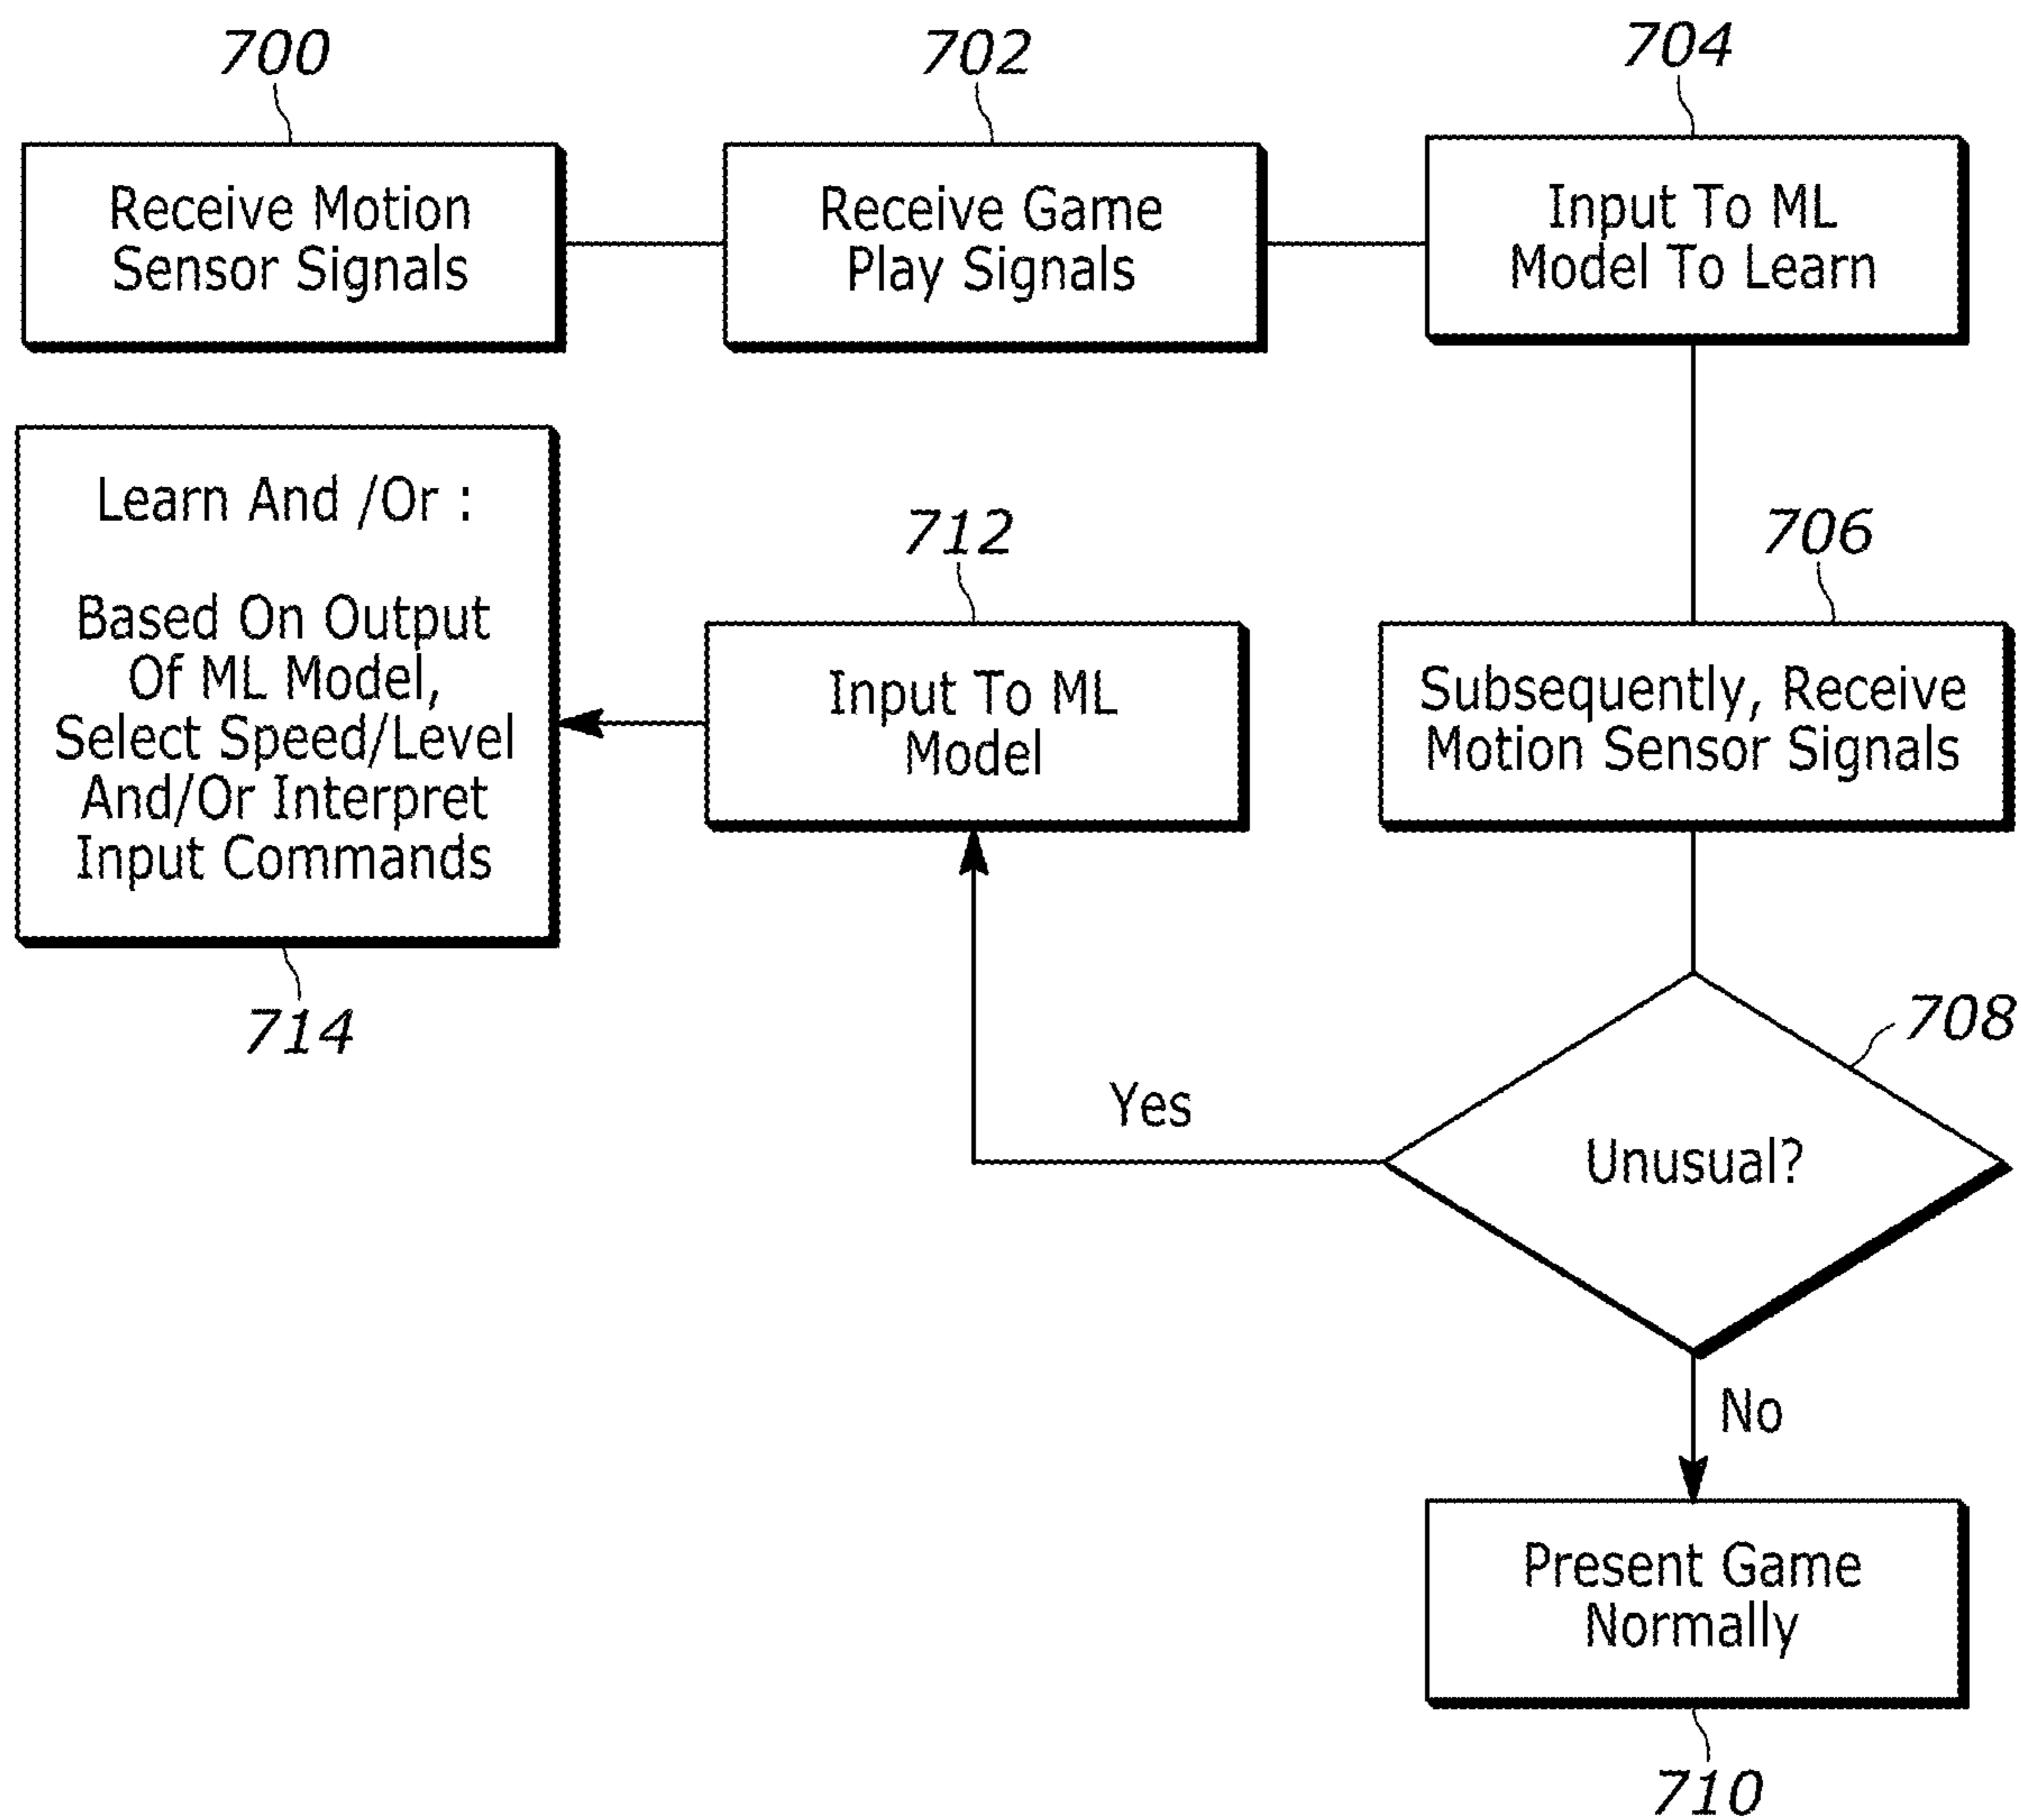 700
702
704
Receive Motion
Sensor Signals
Receive Game
Play Signals
Input To ML
Model To Learn
Learn And /Or :
Based On Output
Of ML Model,
Select Speed/Level
And/Or Interpret
Input Commands
714
712
Input To ML
Model
706
Subsequently, Receive
Motion Sensor Signals
708
Unusual?
Yes
No
Present Game
Normally
710